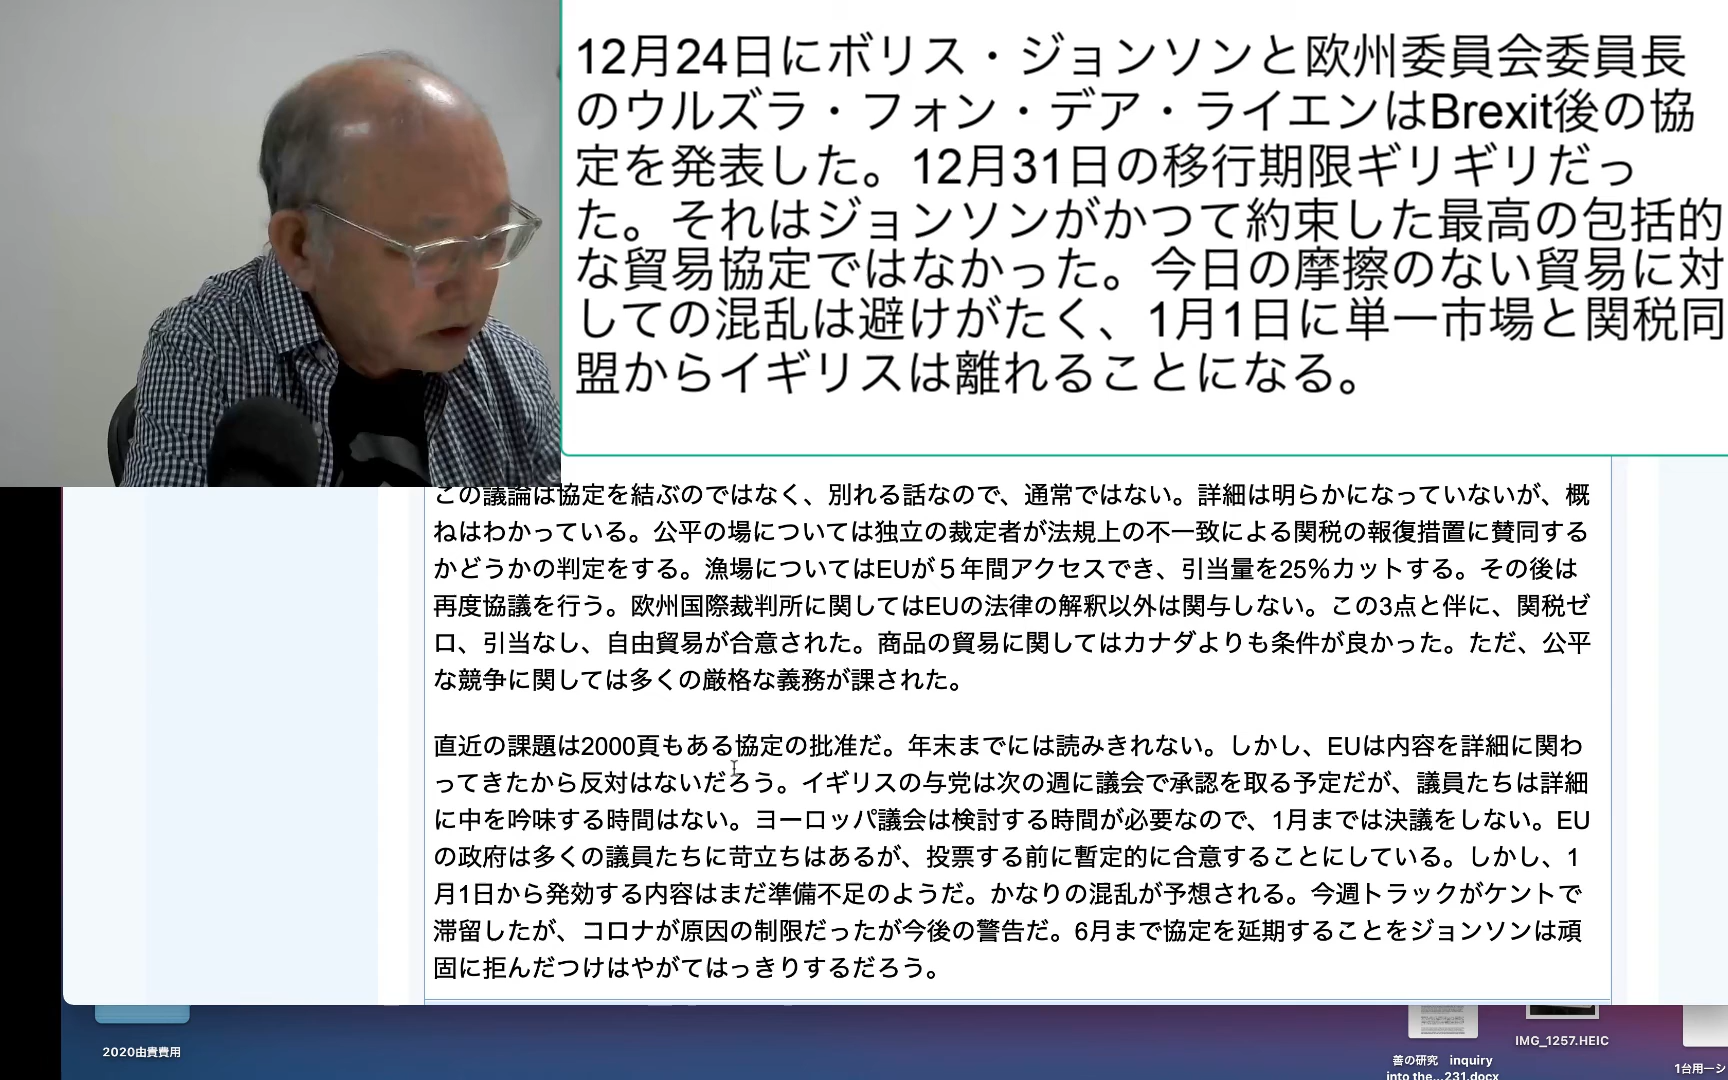 12月24日にボリス・ジョンソンと欧州委員会委員長
のウルズラ・フォン・デア・ライエンはBrexit後の協
定を発表した。12月31日の移行期限ギリギリだっ
た。それはジョンソンがかつて約束した最高の包括的
な貿易協定ではなかった。今日の摩擦のない貿易に対
しての混乱は避けがたく、1月1日に単一市場と関税同
盟からイギリスは離れることになる。
この議論は協定を結ぶのではなく、別れる話なので、通常ではない。詳細は明らかになっていないが、概
ねはわかっている。公平の場については独立の裁定者が法規上の不一致による関税の報復措置に賛同する
かどうかの判定をする。漁場についてはEUが５年間アクセスでき、引当量を25%カットする。その後は
再度協議を行う。欧州国際裁判所に関してはEUの法律の解釈以外は関与しない。この3点と伴に、関税ゼ
ロ、引当なし、自由貿易が合意された。商品の貿易に関してはカナダよりも条件が良かった。ただ、公平
な競争に関しては多くの厳格な義務が課された。
直近の課題は2000頁もある協定の批准だ。年末までには読みきれない。しかし、EUは内容を詳細に関わ
ってきたから反対はないだろう。イギリスの与党は次の週に議会で承認を取る予定だが、議員たちは詳細
に中を吟味する時間はない。ヨーロッパ議会は検討する時間が必要なので、1月までは決議をしない。EU
の政府は多くの議員たちに苛立ちはあるが、投票する前に暫定的に合意することにしている。しかし、1
月1日から発効する内容はまだ準備不足のようだ。かなりの混乱が予想される。今週トラックがケントで
滞留したが、コロナが原因の制限だったが今後の警告だ。6月まで協定を延期することをジョンソンは頑
固に拒んだつけはやがてはっきりするだろう。
2020由貴費用
善の研究　inquiry
into the...231.docx
IMG_1257.HEIC
1台用ーシ